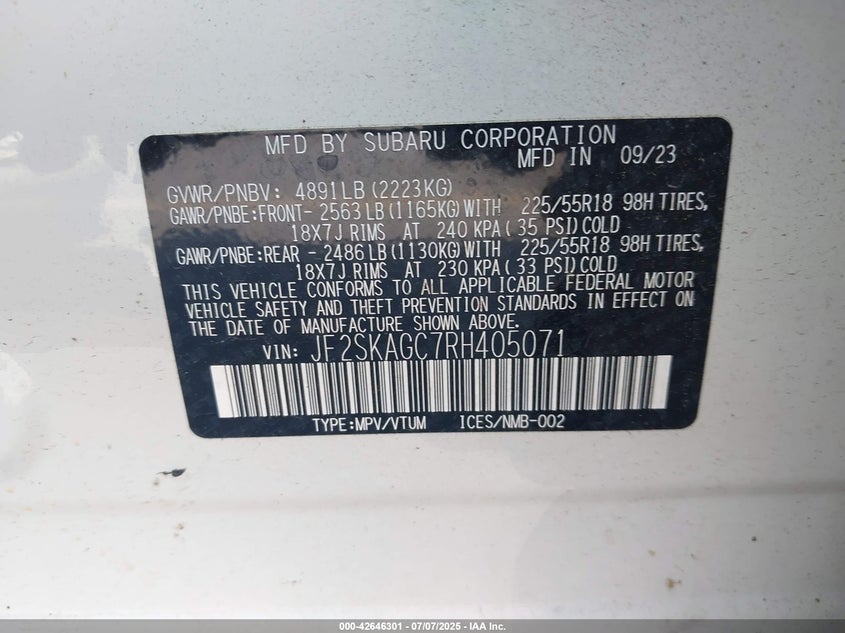 MFD BY SUBARU CORPORATION
MFD IN 09/23
GVWR/PNBV: 4891LB (2223KG)
GAWR/PNBE:FRONT- 2563LB(1165KG)WITH 225/55R18 98H TIRES,
18X7J RIMS AT 240 KPA( 35 PSI)COLD
GAWR/PNBE:REAR - 2486LB(1130KG)WITH 225/55R18 98H TIRES,
18X7J RIMS AT 230 KPA( 33 PSI)COLD
THIS VEHICLE CONFORMS TO ALL APPLICABLE FEDERAL MOTOR
VEHICLE SAFETY AND THEFT PREVENTION STANDARDS IN EFFECT ON
THE DATE OF MANUFACTURE SHOWN ABOVE.
VIN: JF2SKAGC7RH405071
TYPE:MPV/VTUM ICES/NMB-002
000-42646301 - 07/07/2025 - IAA Inc.